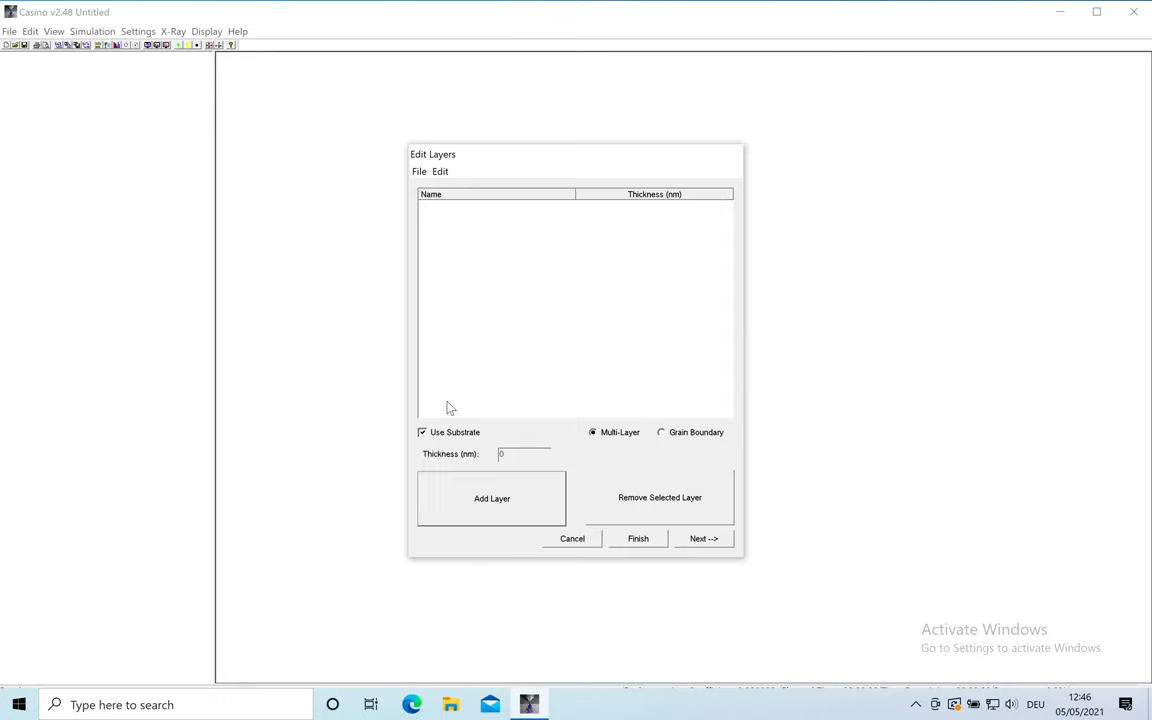 Casino v2.48 Untitled
File Edit View Simulation Settings X-Ray Display Help
Edit Layers
File Edit
Name Thickness (nm)
Use Substrate Multi-Layer Grain Boundary
Thickness (nm): 0
Add Layer Remove Selected Layer
Cancel Finish Next -->
Activate Windows
Go to Settings to activate Windows.
Type here to search
DEU
12:46
05/05/2021